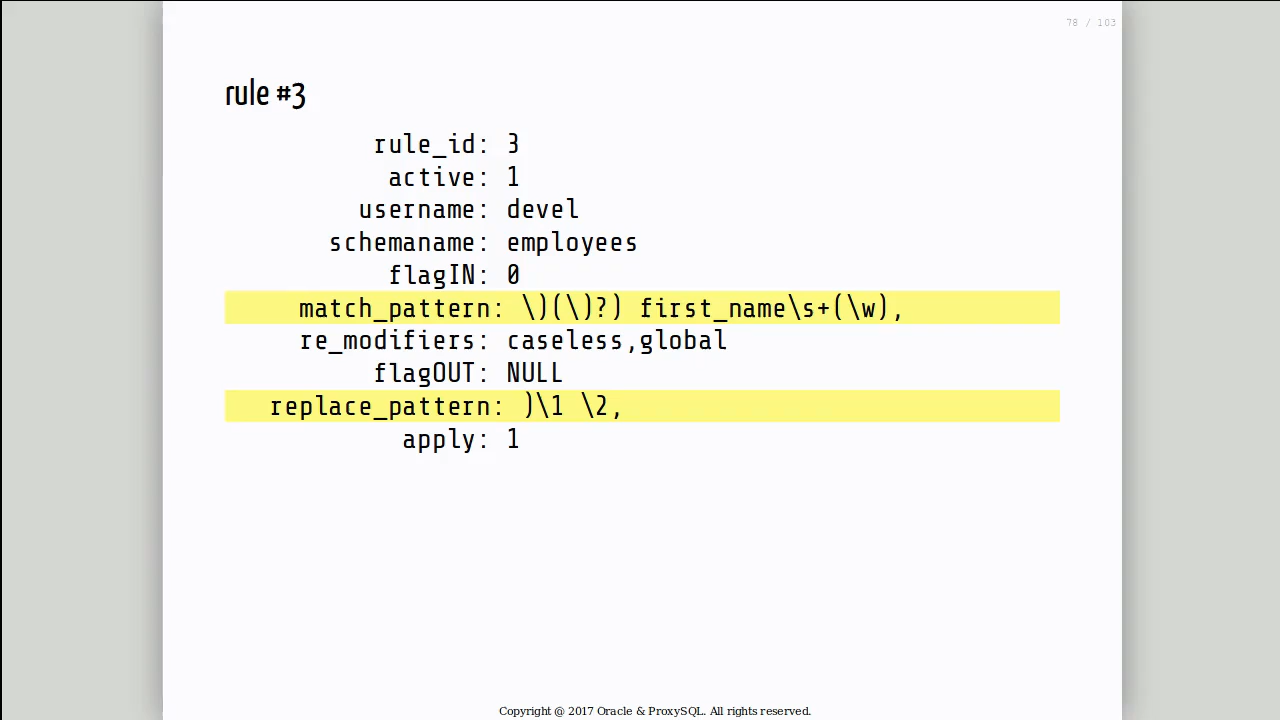 78 / 103
rule #3
rule_id: 3
active: 1
username: devel
schemaname: employees
flagIN: 0
match_pattern: \)(\)?) first_name\s+(\w),
re_modifiers: caseless,global
flagOUT: NULL
replace_pattern: )\1 \2,
apply: 1
Copyright @ 2017 Oracle & ProxySQL. All rights reserved.